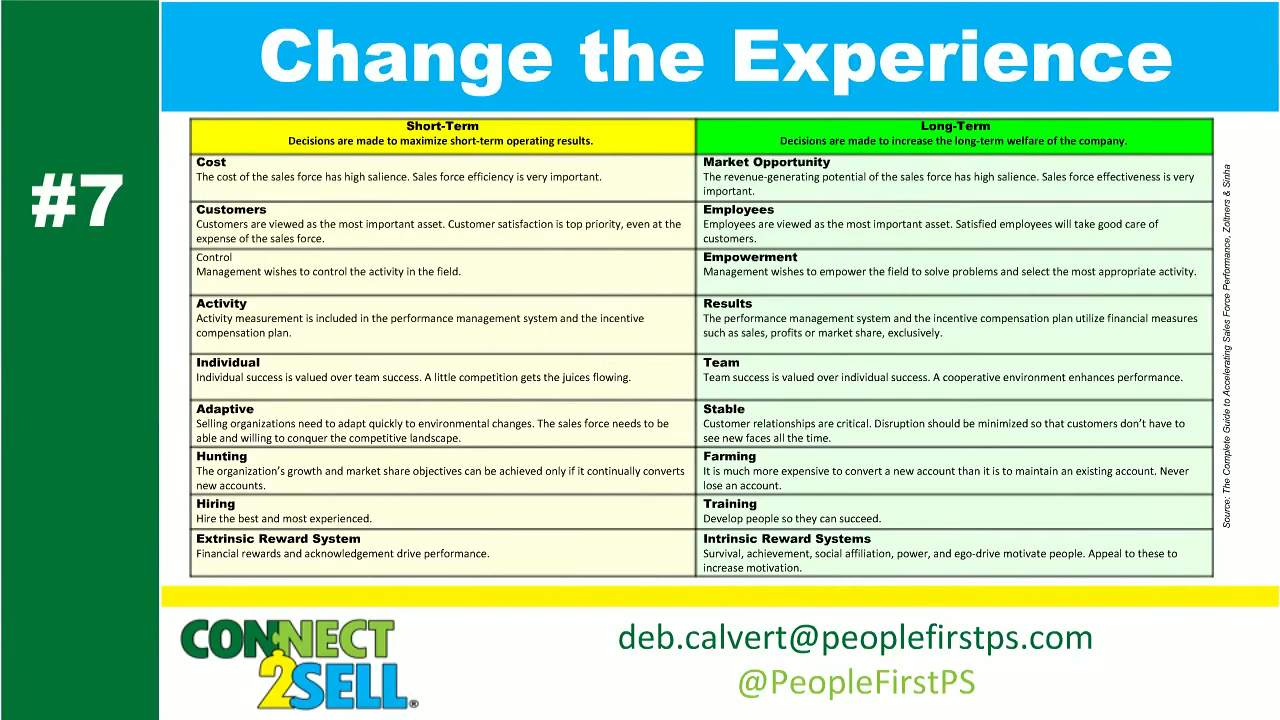 Change the Experience
#7
Short-Term
Decisions are made to maximize short-term operating results.
Long-Term
Decisions are made to increase the long-term welfare of the company.
Cost
The cost of the sales force has high salience. Sales force efficiency is very important.
Market Opportunity
The revenue-generating potential of the sales force has high salience. Sales force effectiveness is very
important.
Customers
Customers are viewed as the most important asset. Customer satisfaction is top priority, even at the
expense of the sales force.
Employees
Employees are viewed as the most important asset. Satisfied employees will take good care of
customers.
Control
Management wishes to control the activity in the field.
Empowerment
Management wishes to empower the field to solve problems and select the most appropriate activity.
Activity
Activity measurement is included in the performance management system and the incentive
compensation plan.
Results
The performance management system and the incentive compensation plan utilize financial measures
such as sales, profits or market share, exclusively.
Individual
Individual success is valued over team success. A little competition gets the juices flowing.
Team
Team success is valued over individual success. A cooperative environment enhances performance.
Adaptive
Selling organizations need to adapt quickly to environmental changes. The sales force needs to be
able and willing to conquer the competitive landscape.
Stable
Customer relationships are critical. Disruption should be minimized so that customers don't have to
see new faces all the time.
Hunting
The organization's growth and market share objectives can be achieved only if it continually converts
new accounts.
Farming
It is much more expensive to convert a new account than it is to maintain an existing account. Never
lose an account.
Hiring
Hire the best and most experienced.
Training
Develop people so they can succeed.
Extrinsic Reward System
Financial rewards and acknowledgement drive performance.
Intrinsic Reward Systems
Survival, achievement, social affiliation, power, and ego-drive motivate people. Appeal to these to
increase motivation.
Source: The Complete Guide to Accelerating Sales Force Performance, Zoltners & Sinha
CONNECT
2SELL®
deb.calvert@peoplefirstps.com
@PeopleFirstPS